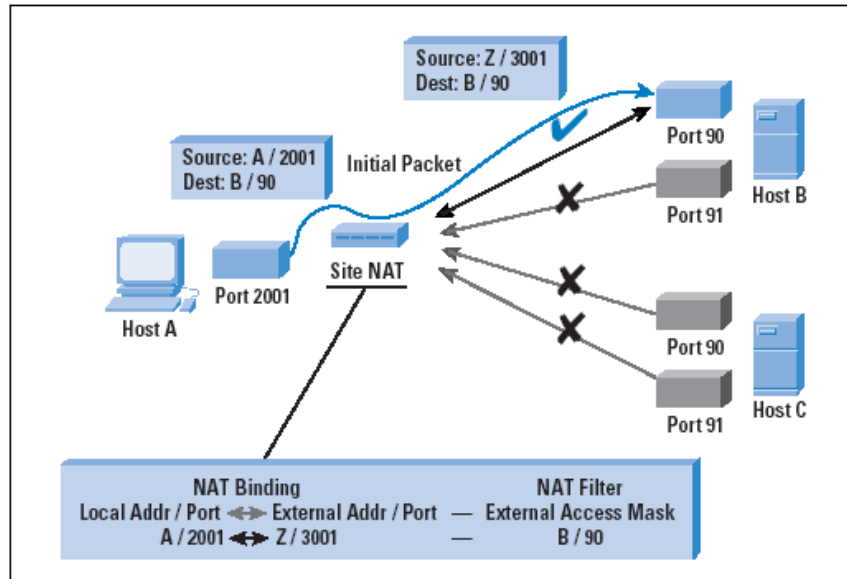 Source: Z / 3001
Dest: B / 90
Source: A / 2001
Dest: B / 90
Initial Packet
Port 90
Host B
Port 91
Site NAT
Port 2001
Host A
Port 90
Host C
Port 91
NAT Binding NAT Filter
Local Addr / Port External Addr / Port — External Access Mask
A / 2001 Z / 3001 — B / 90